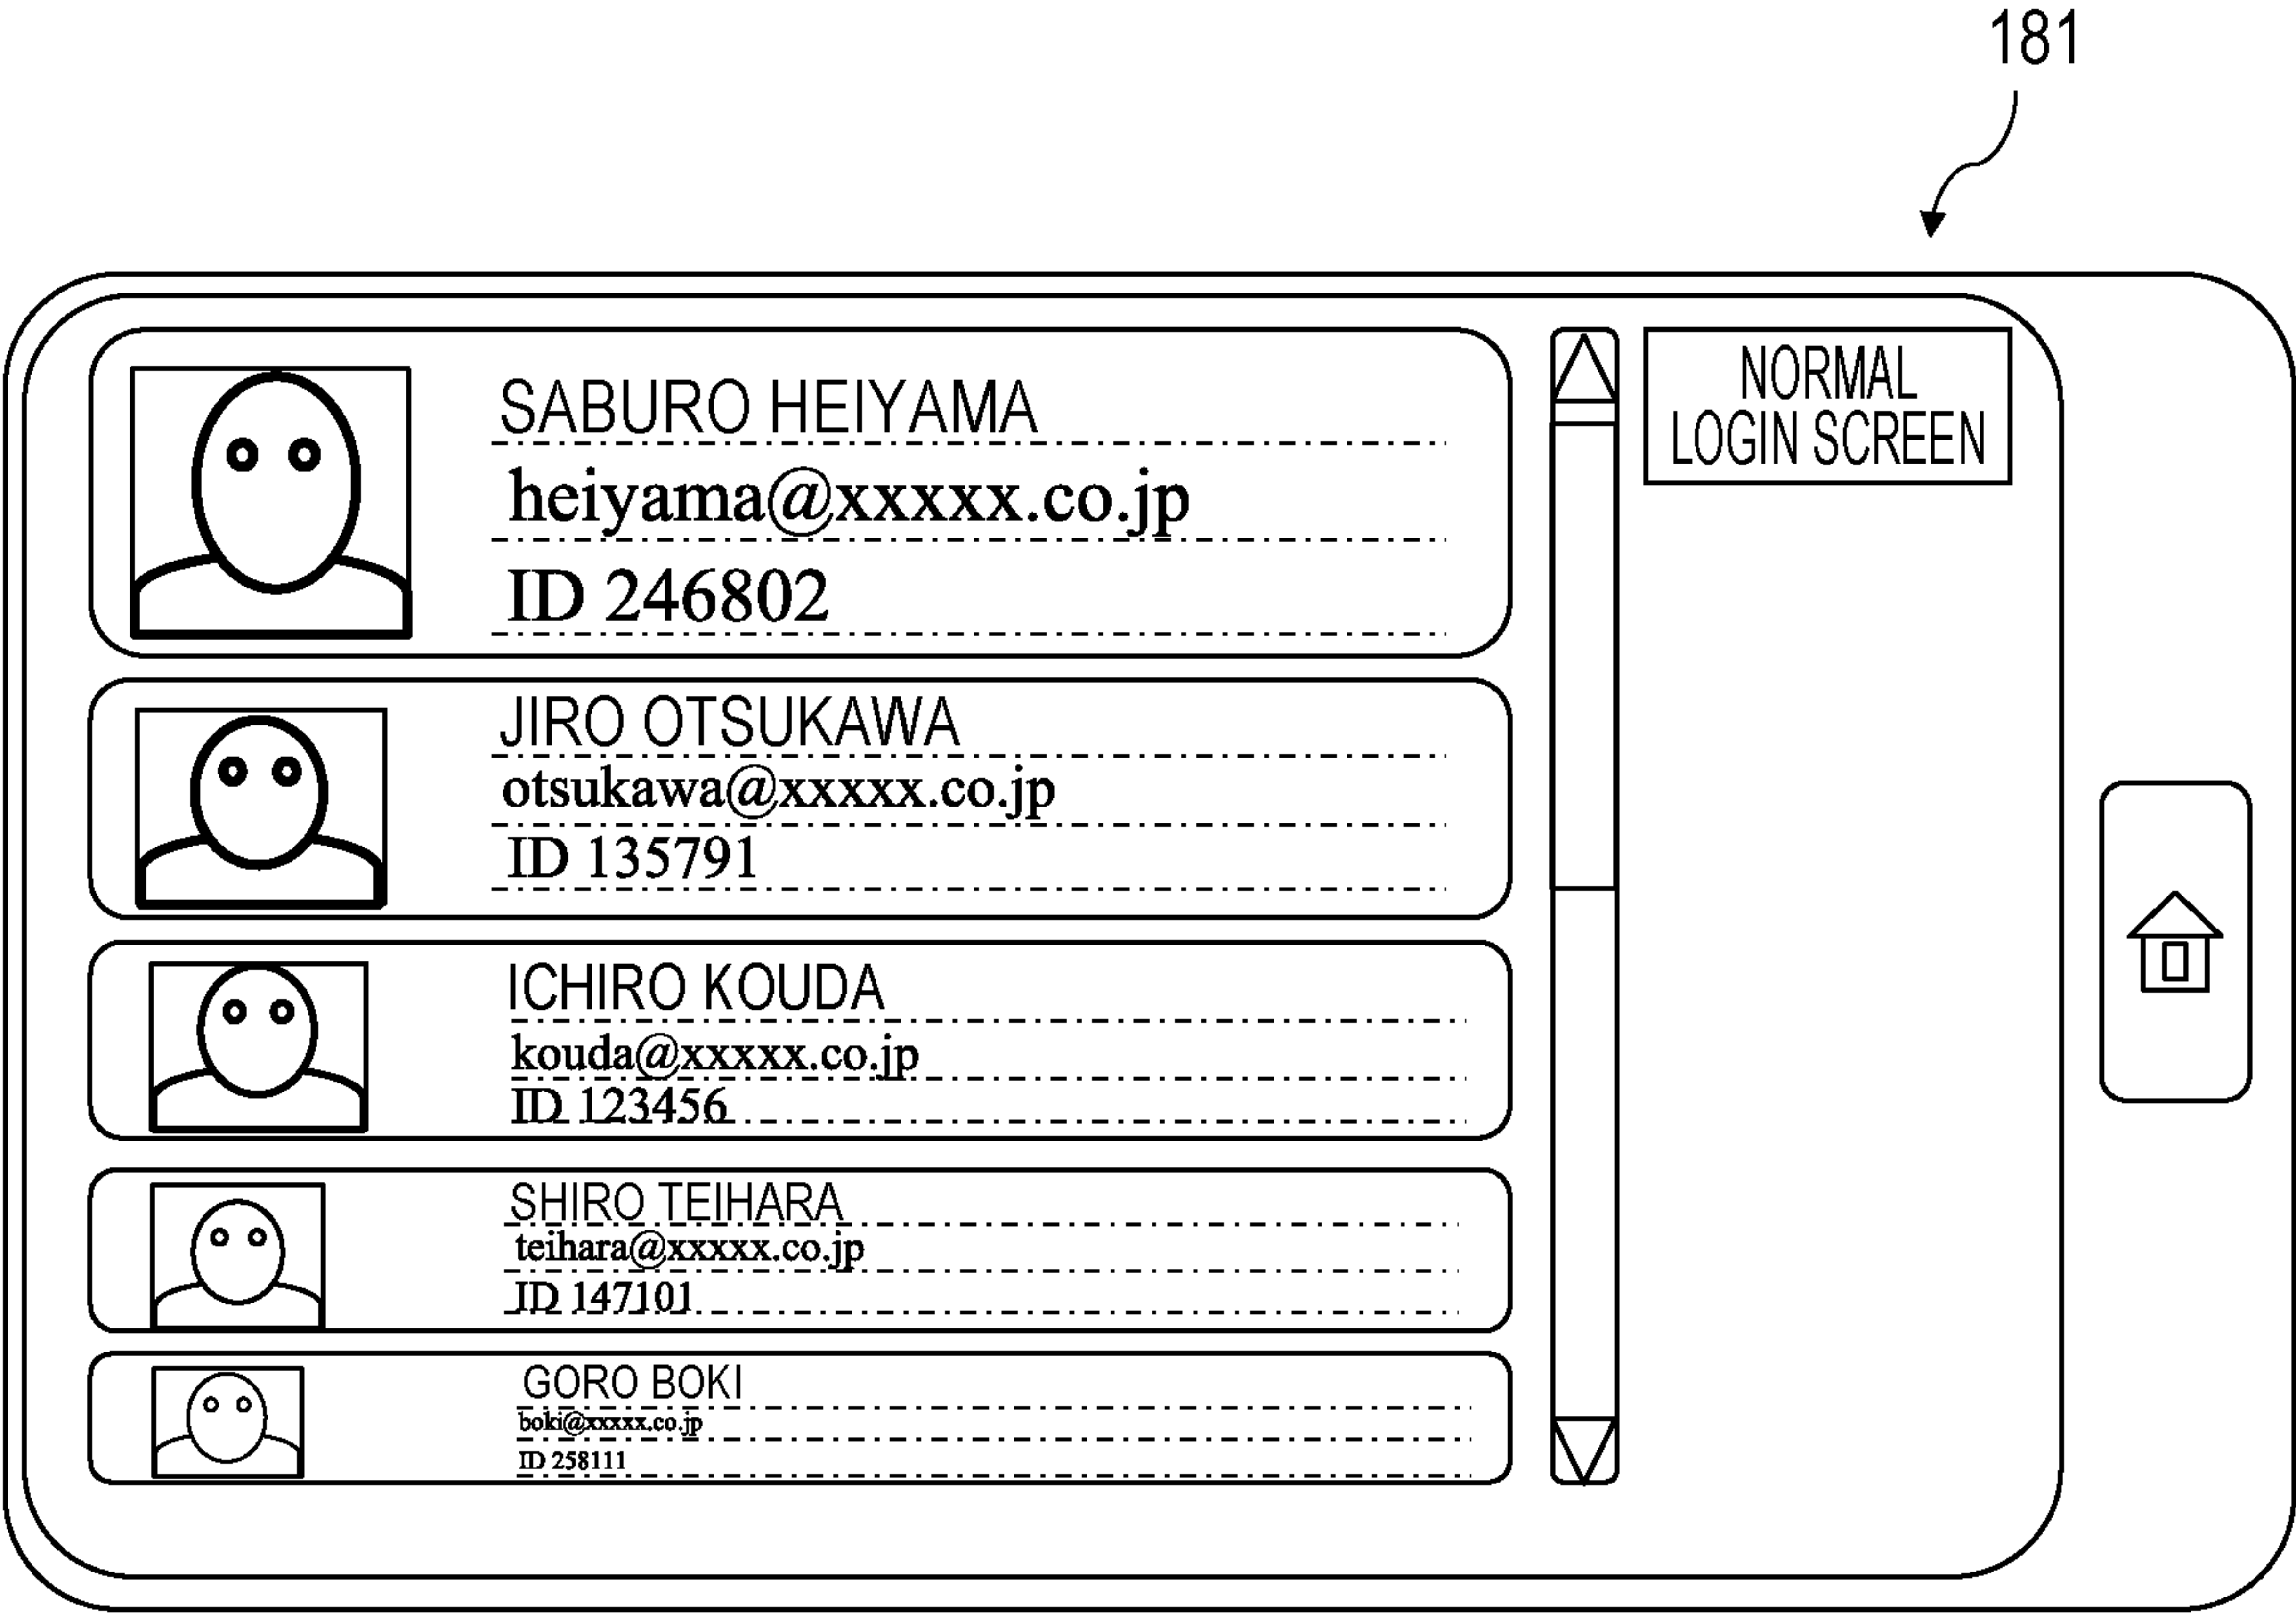 181
SABURO HEIYAMA
heiyama@xxxxx.co.jp
ID 246802
NORMAL
LOGIN SCREEN
JIRO OTSUKAWA
otsukawa@xxxxx.co.jp
ID 135791
ICHIRO KOUDA
kouda@xxxxx.co.jp
ID 123456
SHIRO TEIHARA
teihara@xxxxx.co.jp
ID 147101
GORO BOKI
boki@xxxxx.co.jp
ID 258111